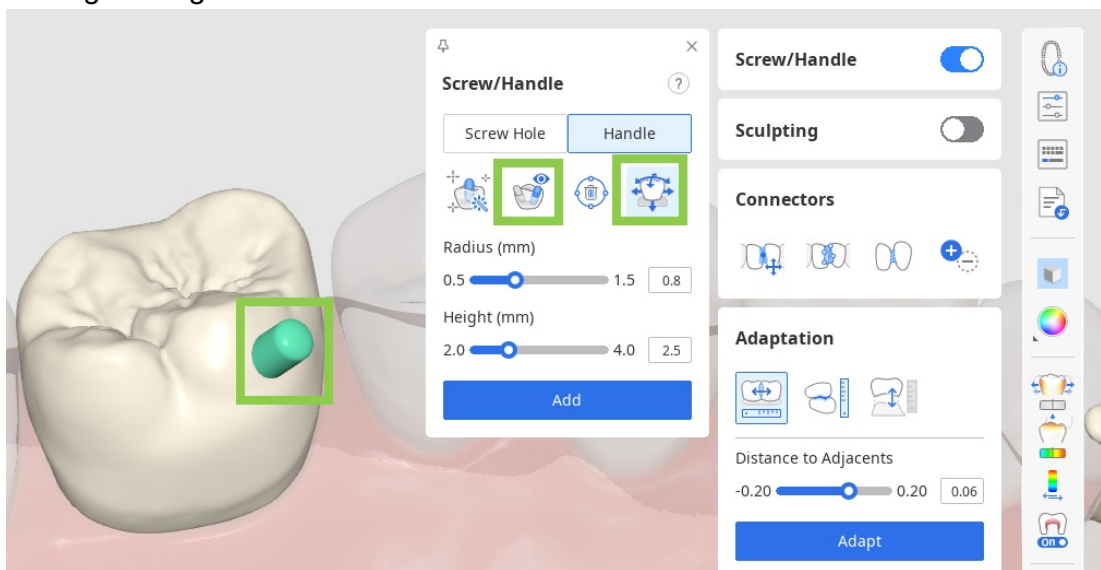 Screw/Handle
?
Screw Hole
Handle
Radius (mm)
0.5
1.5
0.8
Height (mm)
2.0
4.0
2.5
Add
Screw/Handle
Sculpting
Connectors
Adaptation
Distance to Adjacents
-0.20
0.20
0.06
Adapt
ON